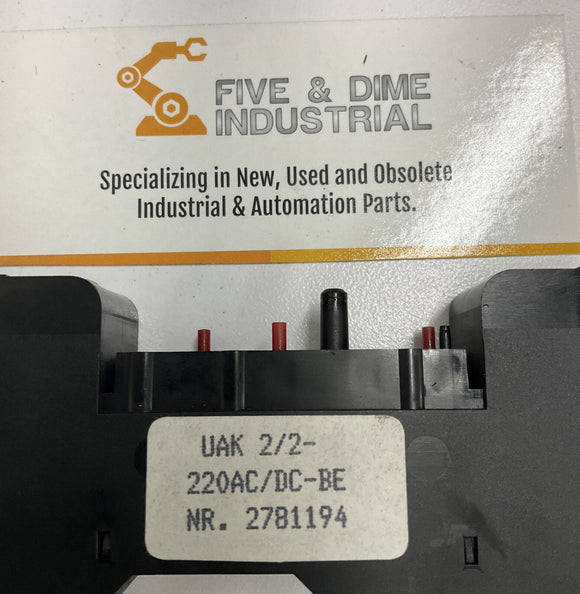 FIVE & DIME
INDUSTRIAL
Specializing in New, Used and Obsolete
Industrial & Automation Parts.
UAK 2/2-
220AC/DC-BE
NR. 2781194